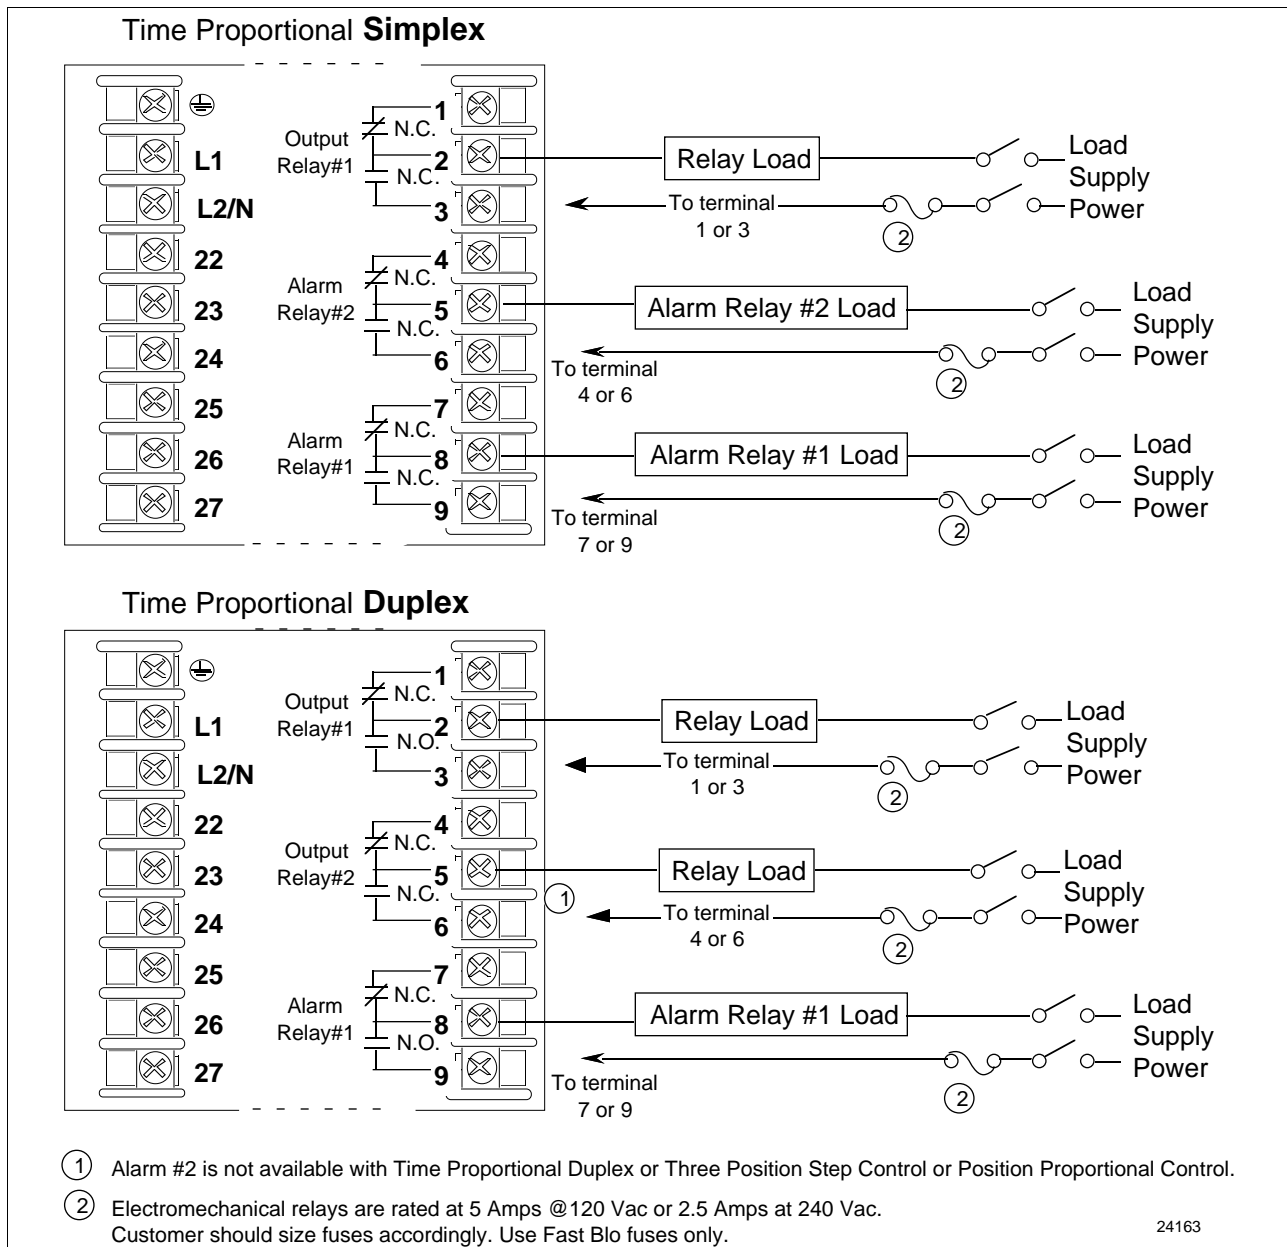 Time Proportional Simplex
Output
Relay#1
N.C.
N.C.
1
2
3
L1
L2/N
22
23
24
25
26
27
Alarm
Relay#2
N.C.
N.C.
4
5
6
Alarm
Relay#1
N.C.
N.C.
7
8
9
Relay Load
Load
Supply
Power
To terminal
1 or 3
2
Alarm Relay #2 Load
Load
Supply
Power
To terminal
4 or 6
2
Alarm Relay #1 Load
Load
Supply
Power
To terminal
7 or 9
2
Time Proportional Duplex
Output
Relay#1
N.C.
N.O.
1
2
3
L1
L2/N
22
23
24
25
26
27
Output
Relay#2
N.C.
N.O.
4
5
6
1
Alarm
Relay#1
N.C.
N.O.
7
8
9
Relay Load
Load
Supply
Power
To terminal
1 or 3
2
Relay Load
Load
Supply
Power
To terminal
4 or 6
2
Alarm Relay #1 Load
Load
Supply
Power
To terminal
7 or 9
2
1 Alarm #2 is not available with Time Proportional Duplex or Three Position Step Control or Position Proportional Control.
2 Electromechanical relays are rated at 5 Amps @120 Vac or 2.5 Amps at 240 Vac.
Customer should size fuses accordingly. Use Fast Blo fuses only.
24163